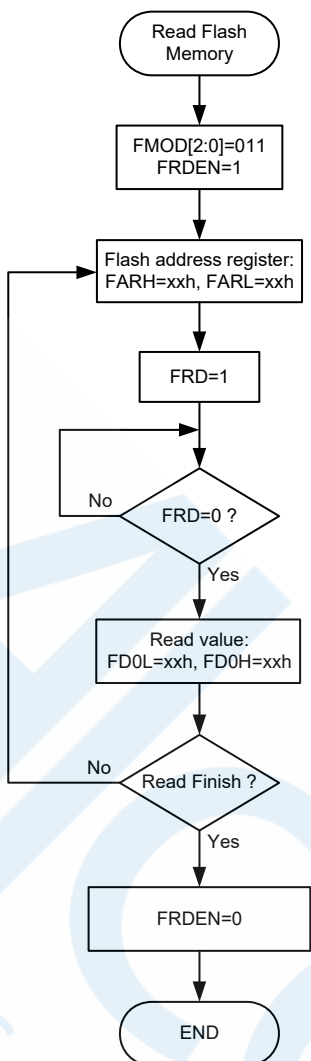 Read Flash
Memory
FMOD[2:0]=011
FRDEN=1
Flash address register:
FARH=xxh, FARL=xxh
FRD=1
No
FRD=0 ?
Yes
Read value:
FD0L=xxh, FD0H=xxh
No
Read Finish ?
Yes
FRDEN=0
END